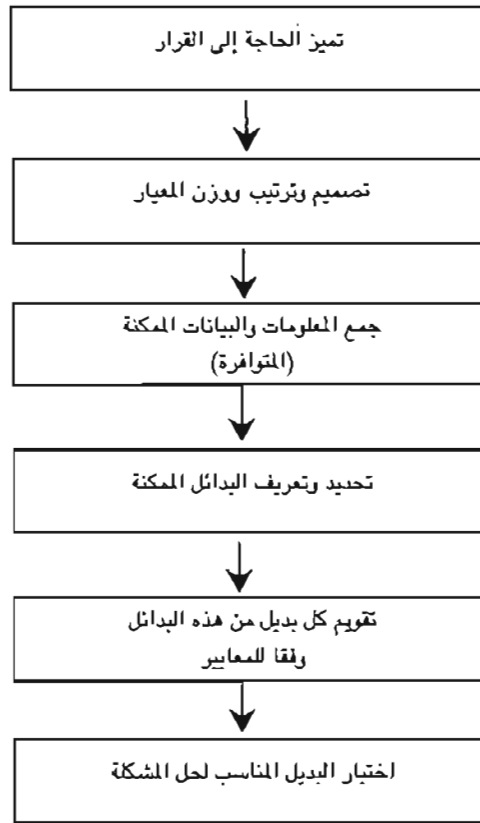 تميز الحاجة إلى القرار
تصميم وترتيب ووزن المعيار
جمع المعلومات والبيانات الممكنة
(المتوافرة)
تحديد وتعريف البدائل الممكنة
تقويم كل بديل من هذه البدائل
وفقا للمعايير
اختيار البديل المناسب لحل المشكلة